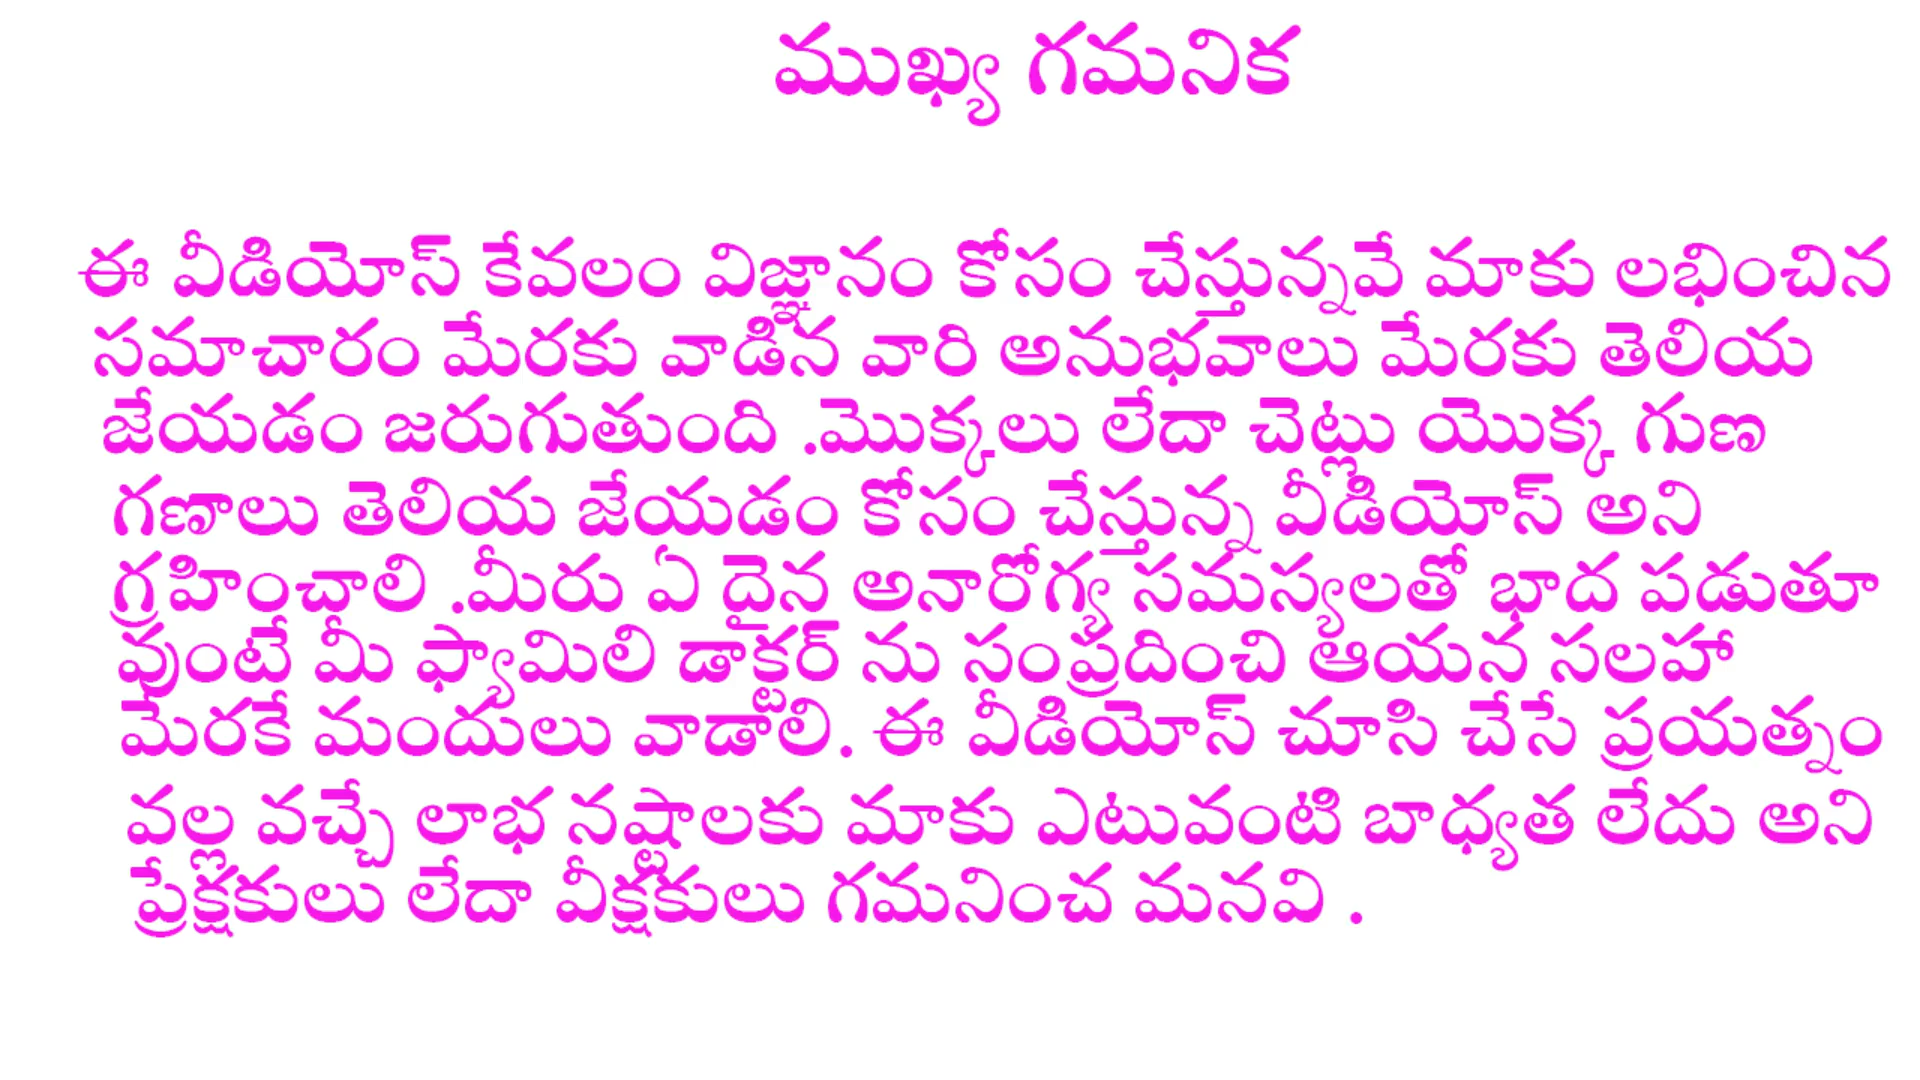 ముఖ్య గమనిక
ఈ వీడియోస్ కేవలం విజ్ఞానం కోసం చేస్తున్నవే మాకు లభించిన
సమాచారం మేరకు వాడిన వారి అనుభవాలు మేరకు తెలియ
జేయడం జరుగుతుంది .మొక్కలు లేదా చెట్లు యొక్క గుణ
గణాలు తెలియ జేయడం కోసం చేస్తున్న వీడియోస్ అని
గ్రహించాలి .మీరు ఏ దైన అనారోగ్య సమస్యలతో భాద పడుతూ
వుంటే మీ ఫ్యామిలి డాక్టర్ ను సంప్రదించి ఆయన సలహా
మేరకే మందులు వాడాలి. ఈ వీడియోస్ చూసి చేసే ప్రయత్నం
వల్ల వచ్చే లాభ నష్టాలకు మాకు ఎటువంటి బాధ్యత లేదు అని
ప్రేక్షకులు లేదా వీక్షకులు గమనించ మనవి .